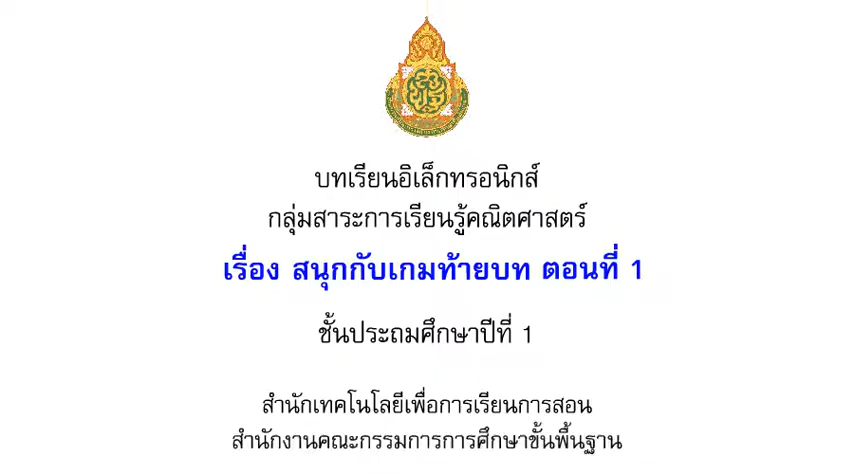 บทเรียนอิเล็กทรอนิกส์
กลุ่มสาระการเรียนรู้คณิตศาสตร์
เรื่อง สนุกกับเกมท้ายบท ตอนที่ 1
ชั้นประถมศึกษาปีที่ 1
สำนักเทคโนโลยีเพื่อการเรียนการสอน
สำนักงานคณะกรรมการการศึกษาขั้นพื้นฐาน